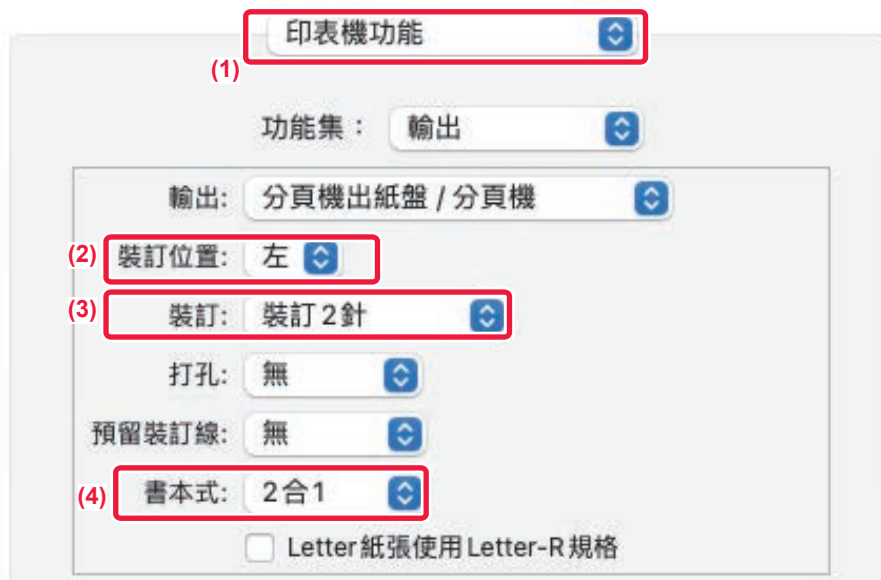 印表機功能
(1)
功能集： 輸出
輸出: 分頁機出紙盤 / 分頁機
(2) 裝訂位置: 左
(3) 裝訂: 裝訂2針
打孔: 無
預留裝訂線: 無
(4) 書本式: 2合1
Letter紙張使用Letter-R規格